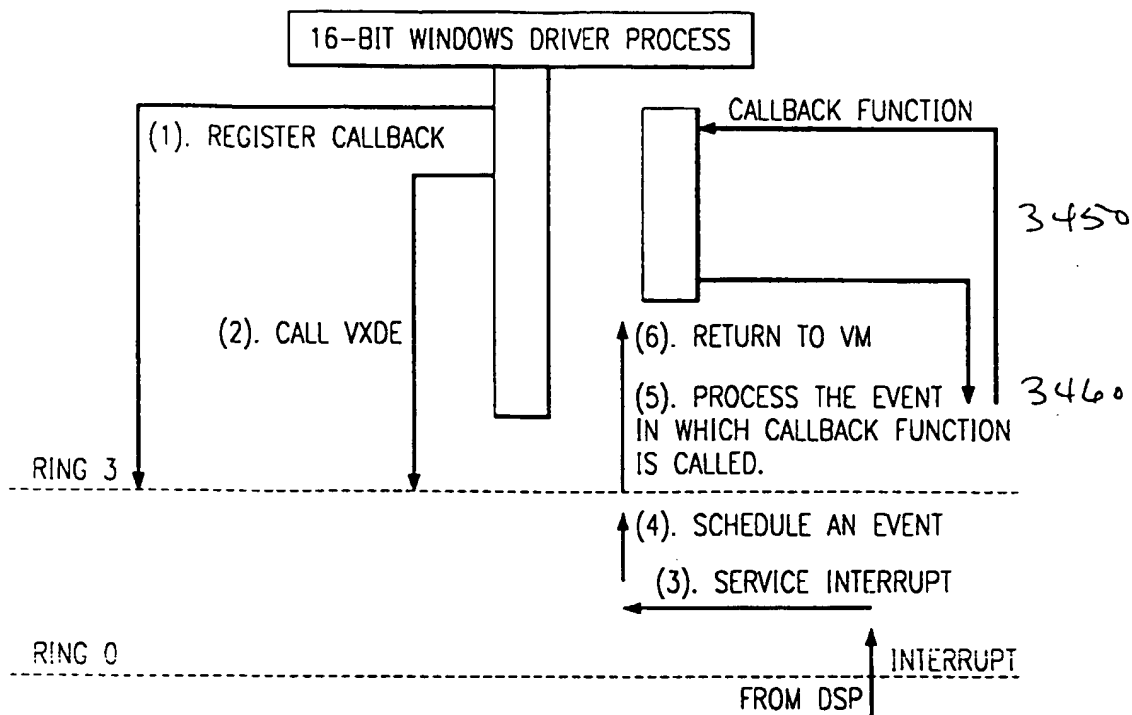 16-BIT WINDOWS DRIVER PROCESS
CALLBACK FUNCTION
(1). REGISTER CALLBACK
3450
(2). CALL VXDE
(6). RETURN TO VM
(5). PROCESS THE EVENT
IN WHICH CALLBACK FUNCTION
IS CALLED.
3460
RING 3
(4). SCHEDULE AN EVENT
(3). SERVICE INTERRUPT
RING 0
INTERRUPT
FROM DSP